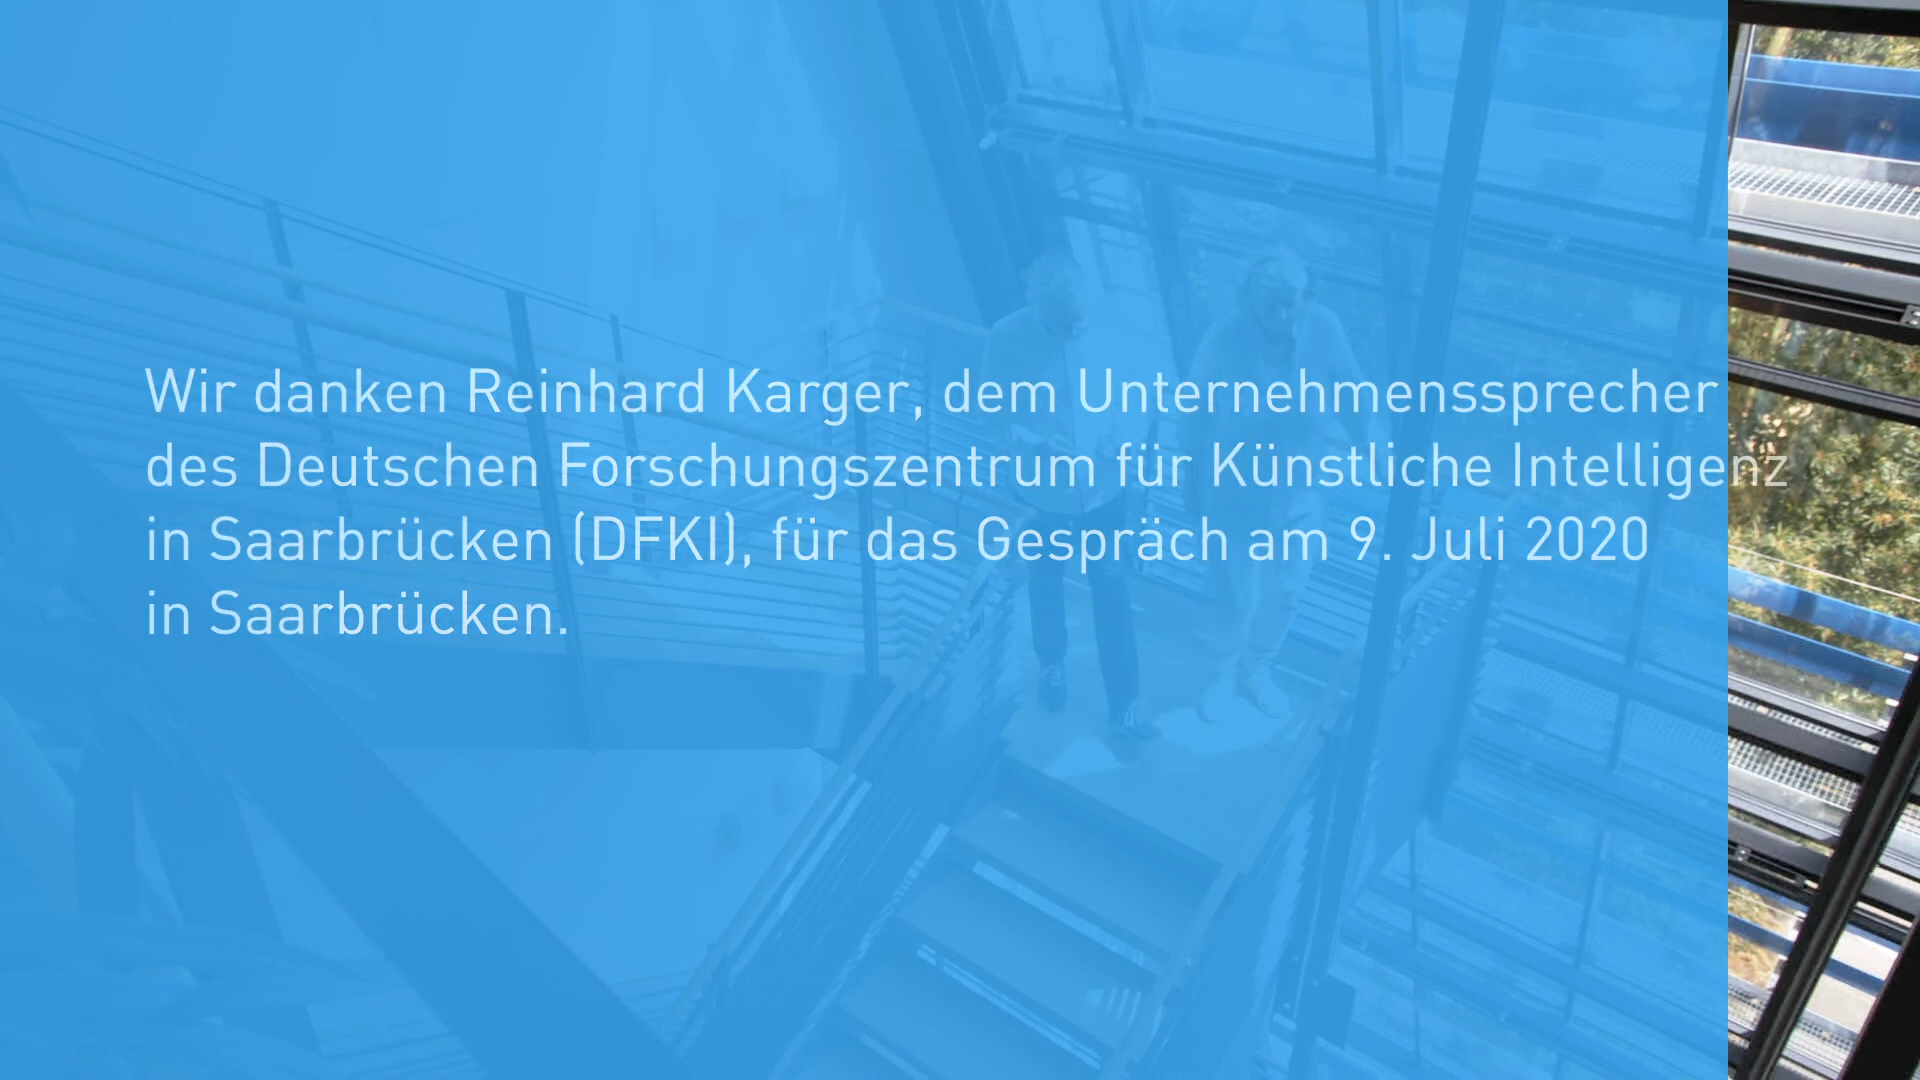 Wir danken Reinhard Karger, dem Unternehmenssprecher
des Deutschen Forschungszentrum für Künstliche Intelligenz
in Saarbrücken (DFKI), für das Gespräch am 9. Juli 2020
in Saarbrücken.